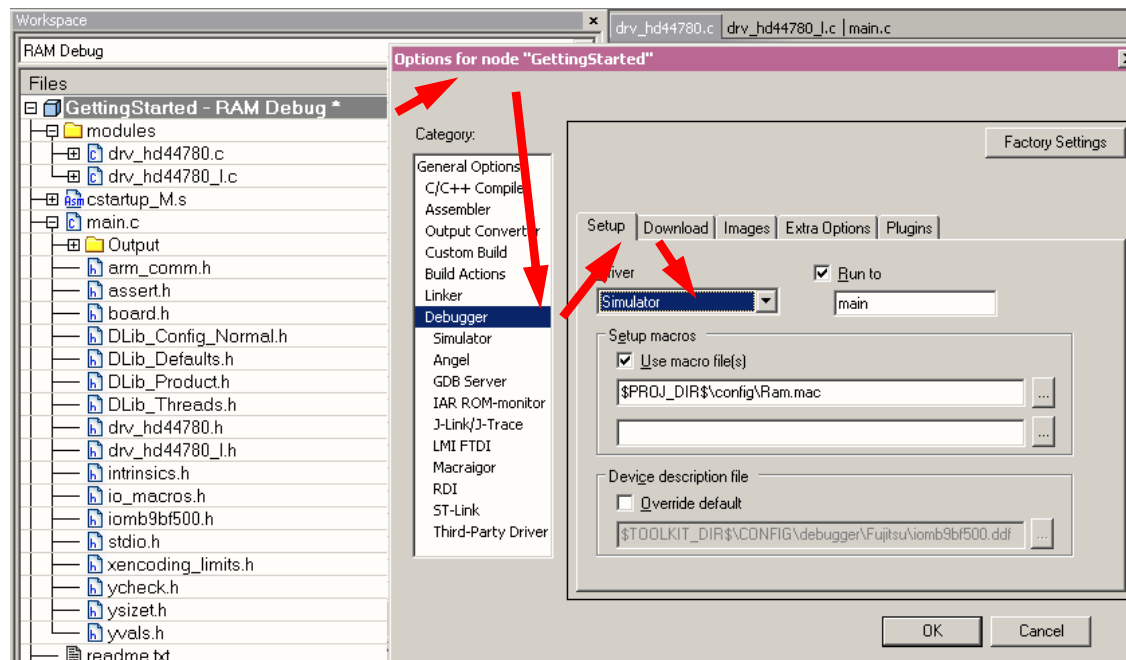 Workspace
RAM Debug
Files
GettingStarted - RAM Debug *
modules
drv_hd44780.c
drv_hd44780_l.c
cstartup_M.s
main.c
Output
arm_comm.h
assert.h
board.h
DLib_Config_Normal.h
DLib_Defaults.h
DLib_Product.h
DLib_Threads.h
drv_hd44780.h
drv_hd44780_l.h
intrinsics.h
io_macros.h
iomb9bf500.h
stdio.h
xencoding_limits.h
ycheck.h
ysizet.h
yvals.h
readme.txt
drv_hd44780.c drv_hd44780_l.c main.c
Options for node "GettingStarted"
Category:
General Options
C/C++ Compiler
Assembler
Output Converter
Custom Build
Build Actions
Linker
Debugger
Simulator
Angel
GDB Server
IAR ROM-monitor
J-Link/J-Trace
LMI FTDI
Macraigor
RDI
ST-Link
Third-Party Driver
Factory Settings
Setup Download Images Extra Options Plugins
Driver
Simulator
Run to
main
Setup macros
Use macro file(s)
$PROJ_DIR$\config\Ram.mac
...
...
Device description file
Override default
$TOOLKIT_DIR$\CONFIG\debugger\Fujitsu\iomb9bf500.ddf
...
OK Cancel